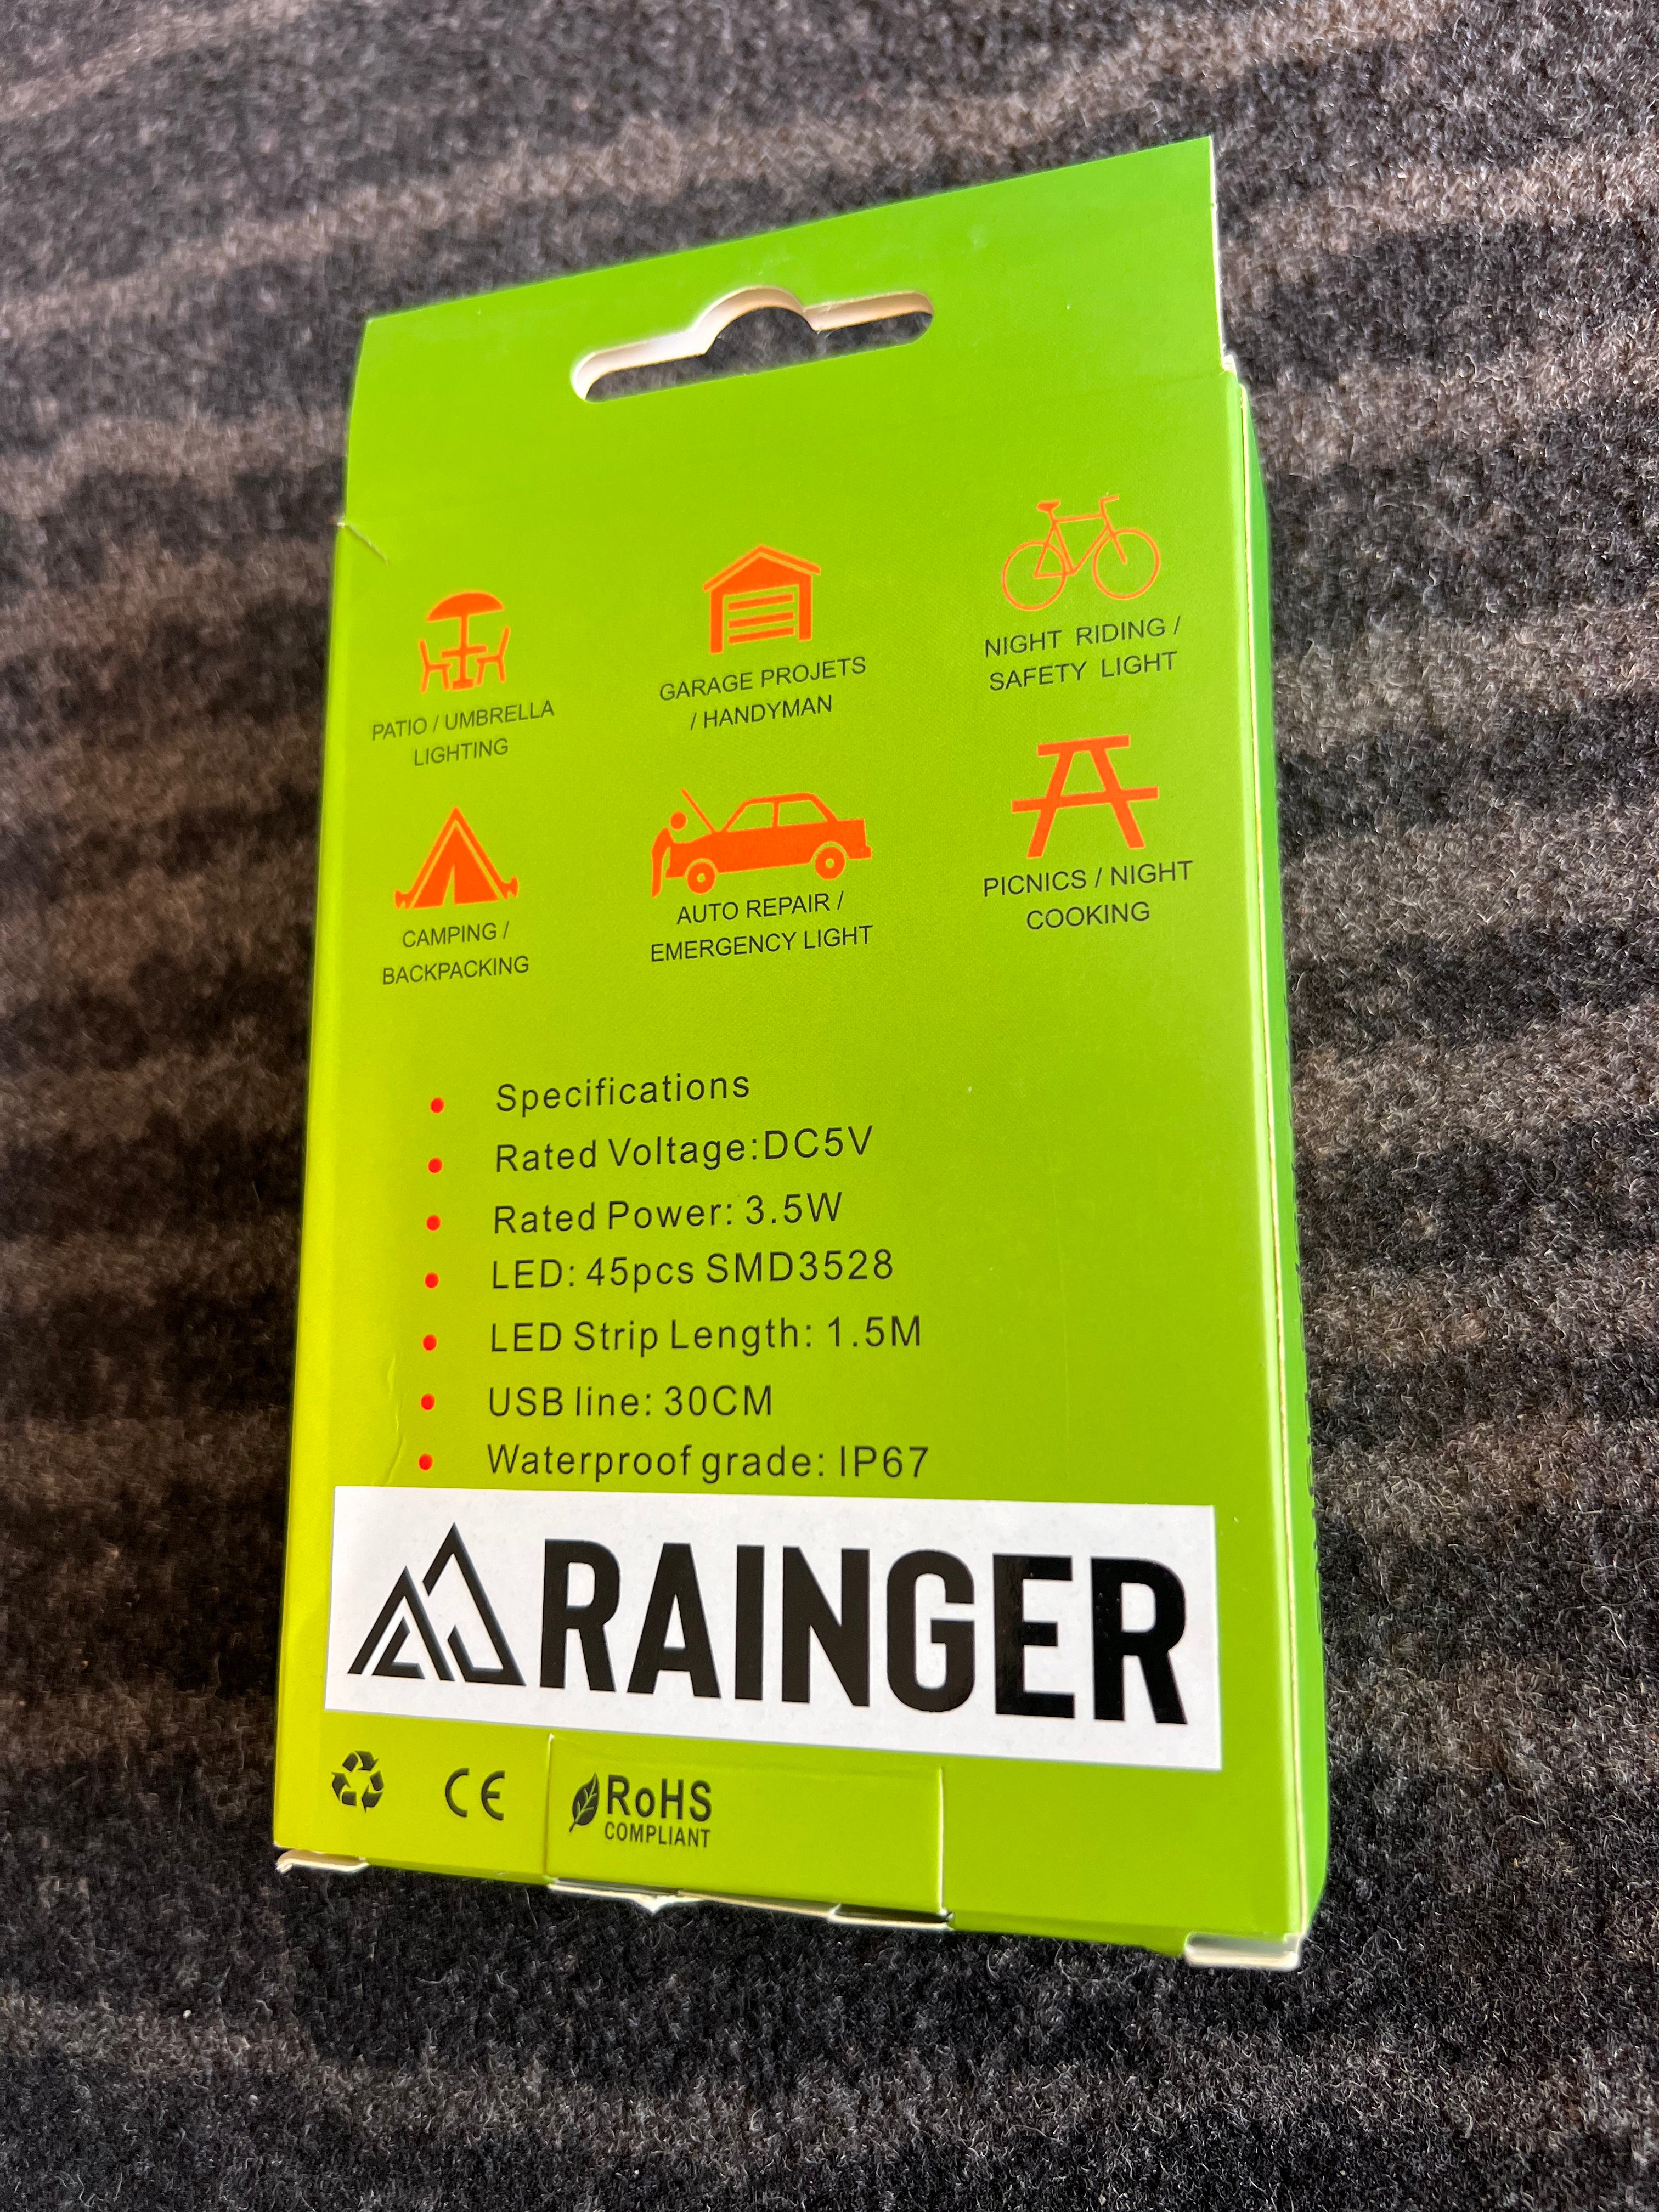 PATIO / UMBRELLA
LIGHTING
GARAGE PROJETS
/ HANDYMAN
NIGHT RIDING /
SAFETY LIGHT
CAMPING /
BACKPACKING
AUTO REPAIR /
EMERGENCY LIGHT
PICNICS / NIGHT
COOKING
Specifications
Rated Voltage:DC5V
Rated Power: 3.5W
LED: 45pcs SMD3528
LED Strip Length: 1.5M
USB line: 30CM
Waterproof grade: IP67
RAINGER
CE
RoHS
COMPLIANT